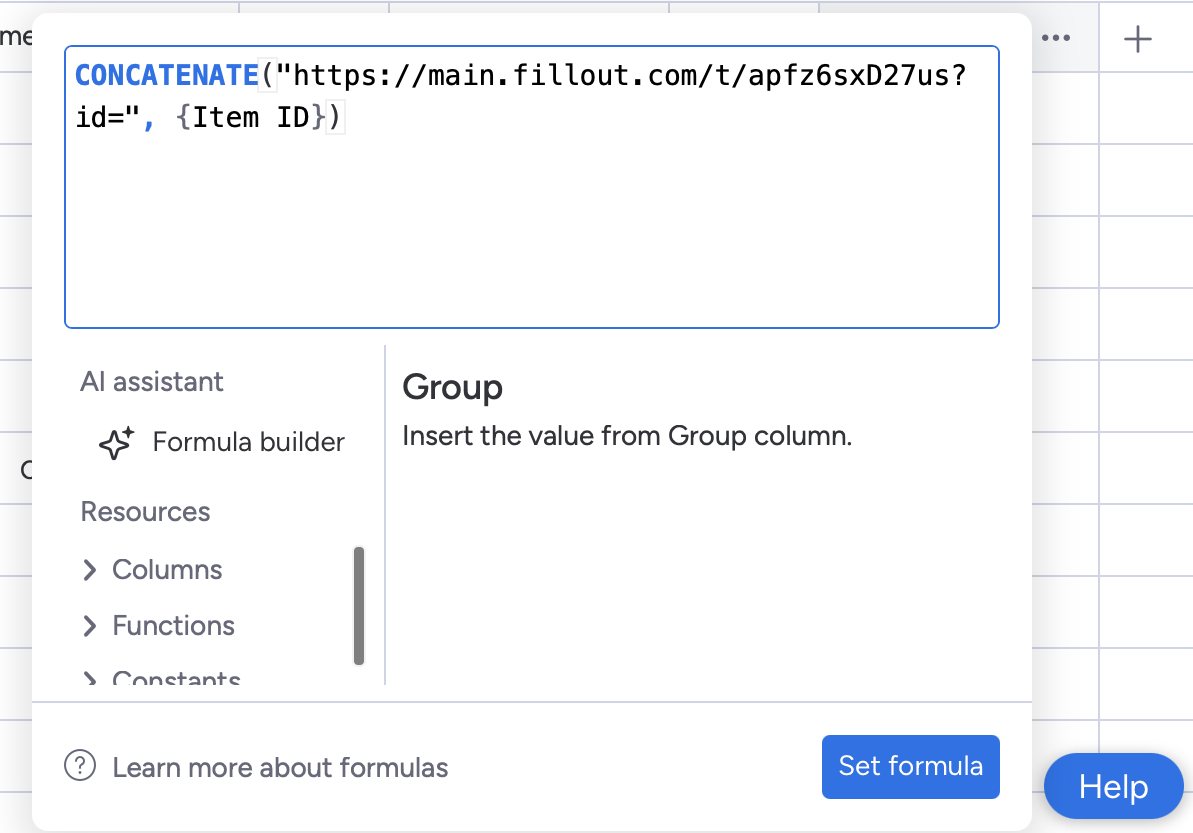 me
CONCATENATE("https://main.fillout.com/t/apfz6sxD27us?
id=", {Item ID})
AI assistant
Formula builder
Resources
Columns
Functions
Constants
Group
Insert the value from Group column.
Learn more about formulas
Set formula
Help